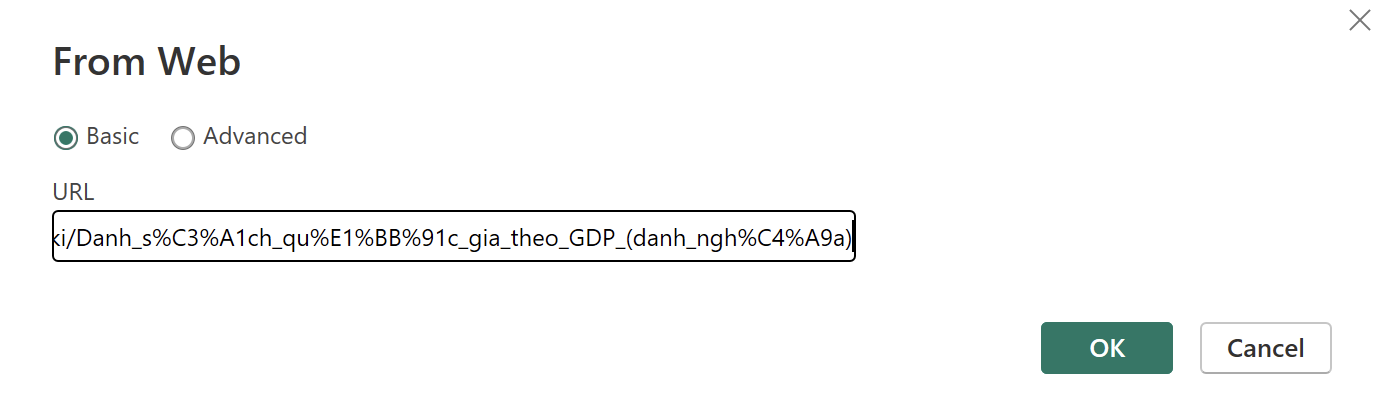 From Web
Basic Advanced
URL
ki/Danh_s%C3%A1ch_qu%E1%BB%91c_gia_theo_GDP_(danh_ngh%C4%A9a)
OK Cancel